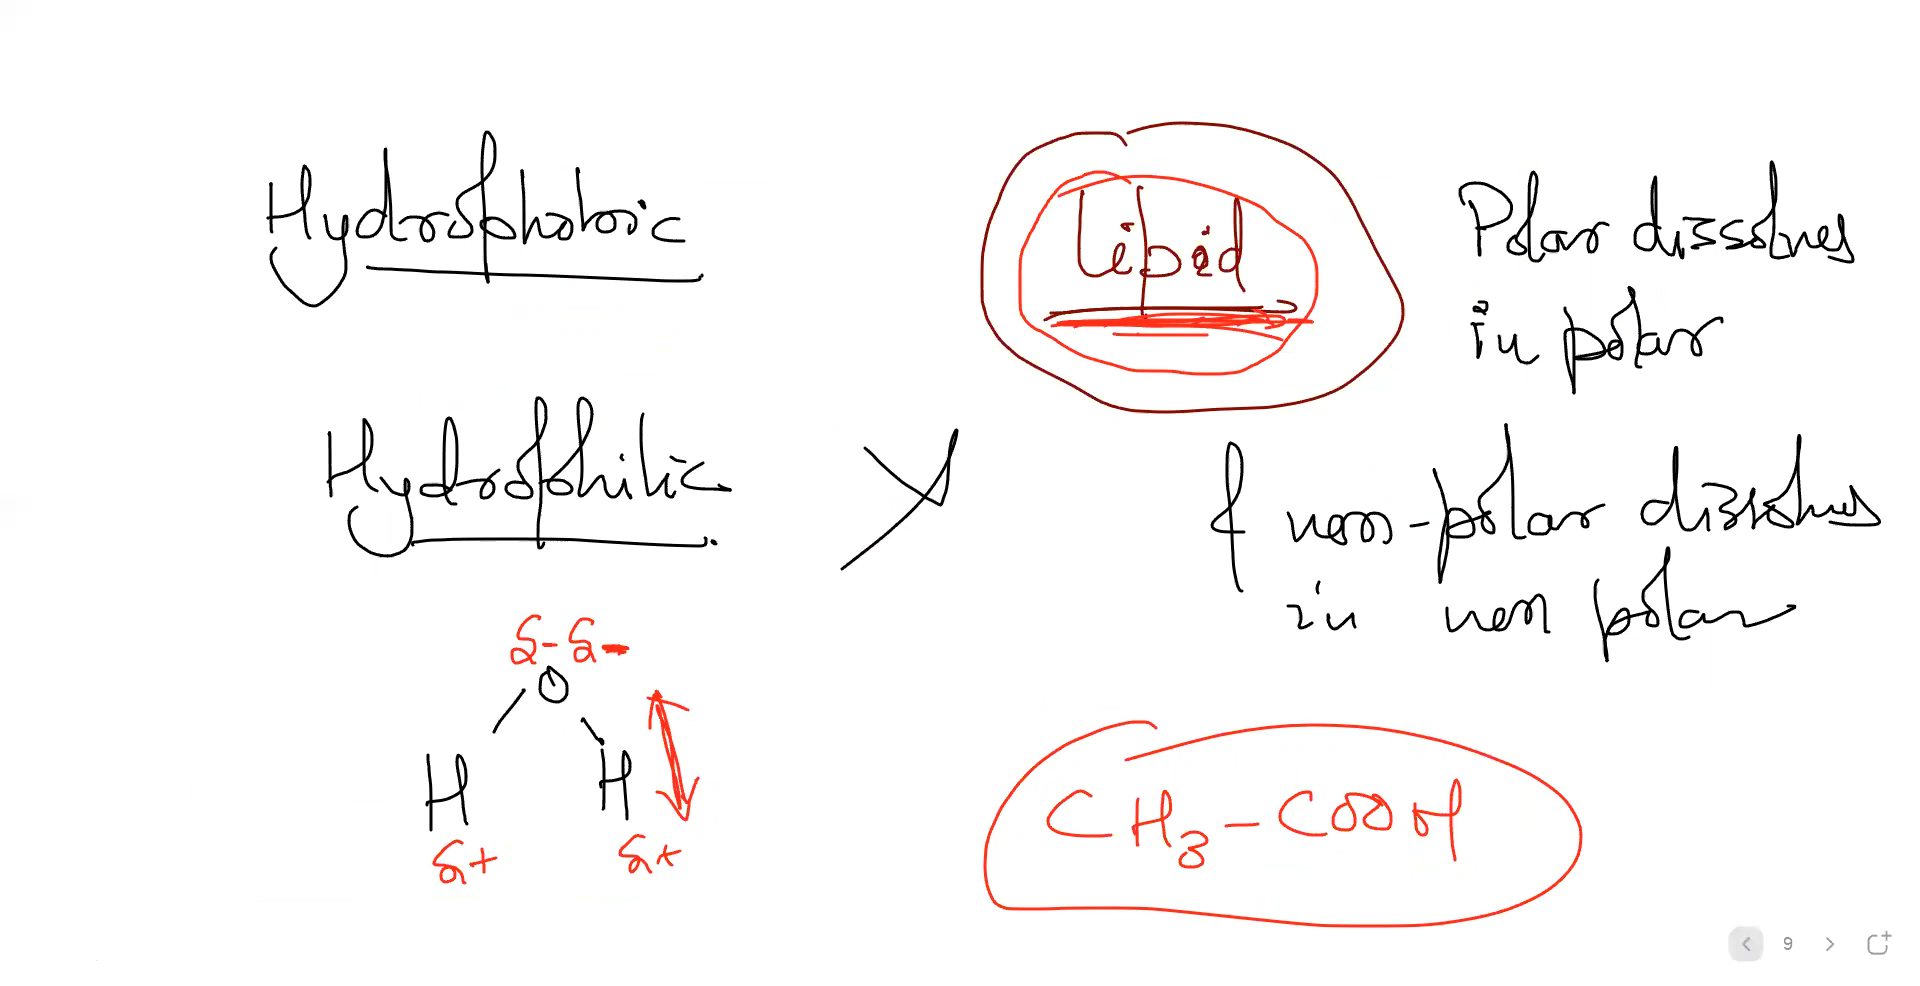 Hydrophobic
Lipid
Polar dissolves
in polar
Hydrophilic
& non-polar dissolves
in non polar
δ- δ-
O
H H
δ+ δ+
CH3-COOH
9